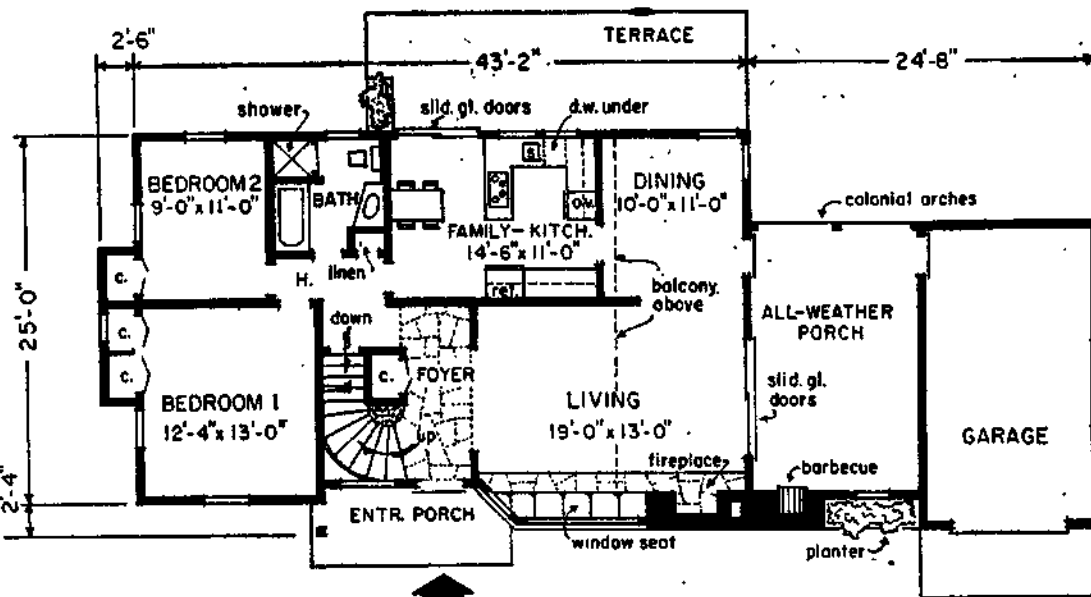 TERRACE
2'-6"
43'-2"
24'-8"
shower
slid. gl. doors
d.w. under
S
BEDROOM 2
9'-0" x 11'-0"
BATH
DINING
10'-0" x 11'-0"
ov.
colonial arches
FAMILY-KITCH.
14'-6" x 11'-0"
linen
H.
c.
ref.
balcony
above
25'-0"
c.
down
ALL-WEATHER
PORCH
c.
c.
FOYER
slid. gl.
doors
BEDROOM 1
12'-4" x 13'-0"
LIVING
19'-0" x 13'-0"
up
GARAGE
fireplace
barbecue
2'-4"
ENTR. PORCH
window seat
planter